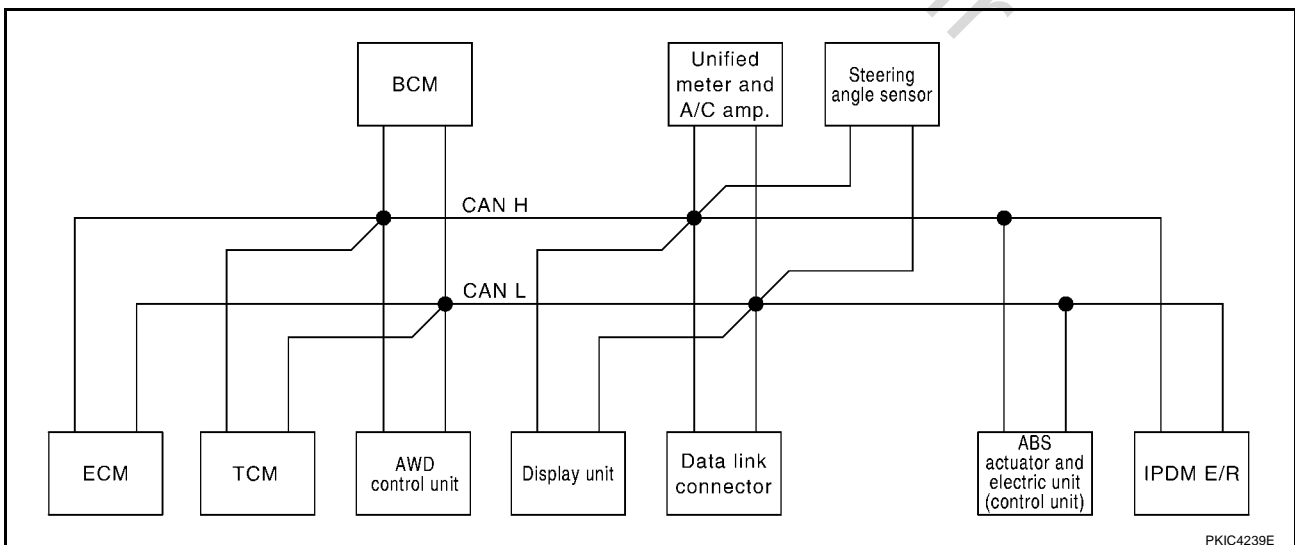 BCM
Unified
meter and
A/C amp.
Steering
angle sensor
CAN H
CAN L
ECM
TCM
AWD
control unit
Display unit
Data link
connector
ABS
actuator and
electric unit
(control unit)
IPDM E/R
PKIC4239E